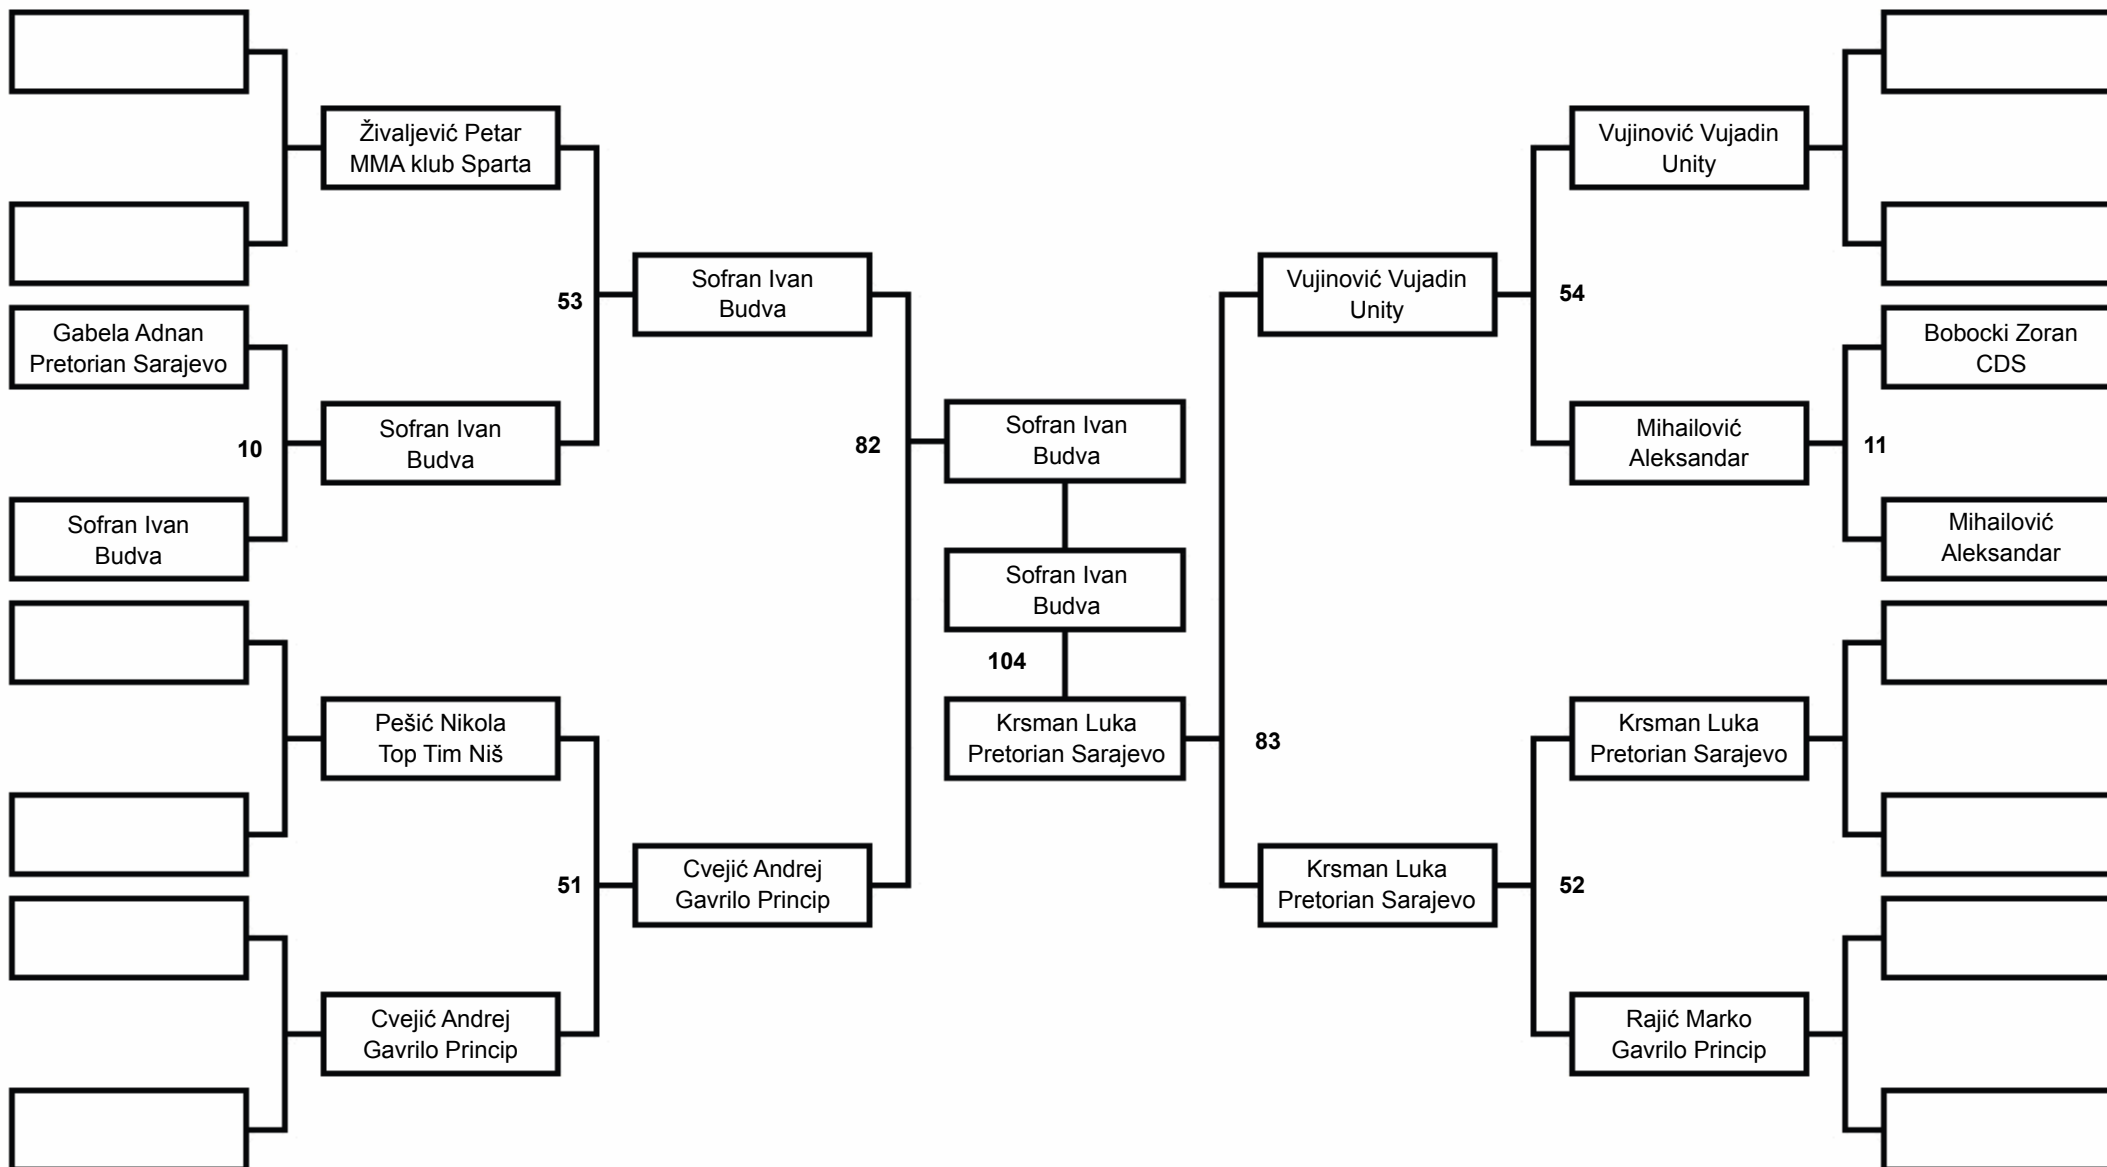 Živaljević Petar
MMA klub Sparta
Vujinović Vujadin
Unity
53
Sofran Ivan
Budva
Vujinović Vujadin
Unity
54
Gabela Adnan
Pretorian Sarajevo
Bobocki Zoran
CDS
10
Sofran Ivan
Budva
82
Sofran Ivan
Budva
Mihailović
Aleksandar
11
Sofran Ivan
Budva
Mihailović
Aleksandar
Sofran Ivan
Budva
104
Pešić Nikola
Top Tim Niš
Krsman Luka
Pretorian Sarajevo
83
Krsman Luka
Pretorian Sarajevo
51
Cvejić Andrej
Gavrilo Princip
Krsman Luka
Pretorian Sarajevo
52
Cvejić Andrej
Gavrilo Princip
Rajić Marko
Gavrilo Princip